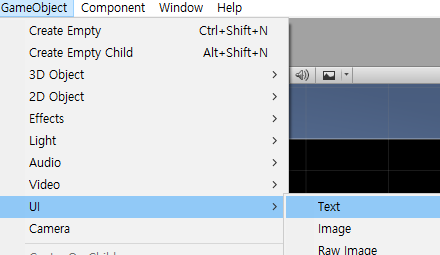 GameObject Component Window Help
Create Empty Ctrl+Shift+N
Create Empty Child Alt+Shift+N
3D Object >
2D Object >
Effects >
Light >
Audio >
Video >
UI > Text
Camera Image
Raw Image